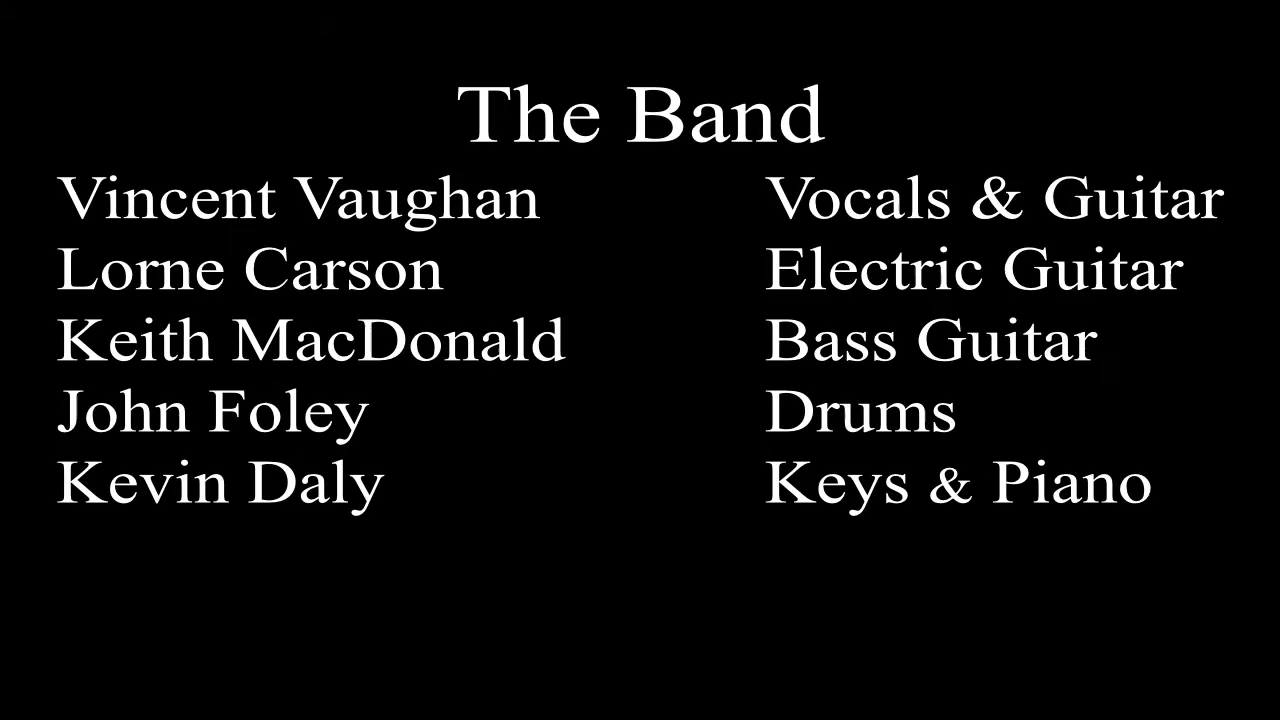 The Band
Vincent Vaughan Vocals & Guitar
Lorne Carson Electric Guitar
Keith MacDonald Bass Guitar
John Foley Drums
Kevin Daly Keys & Piano